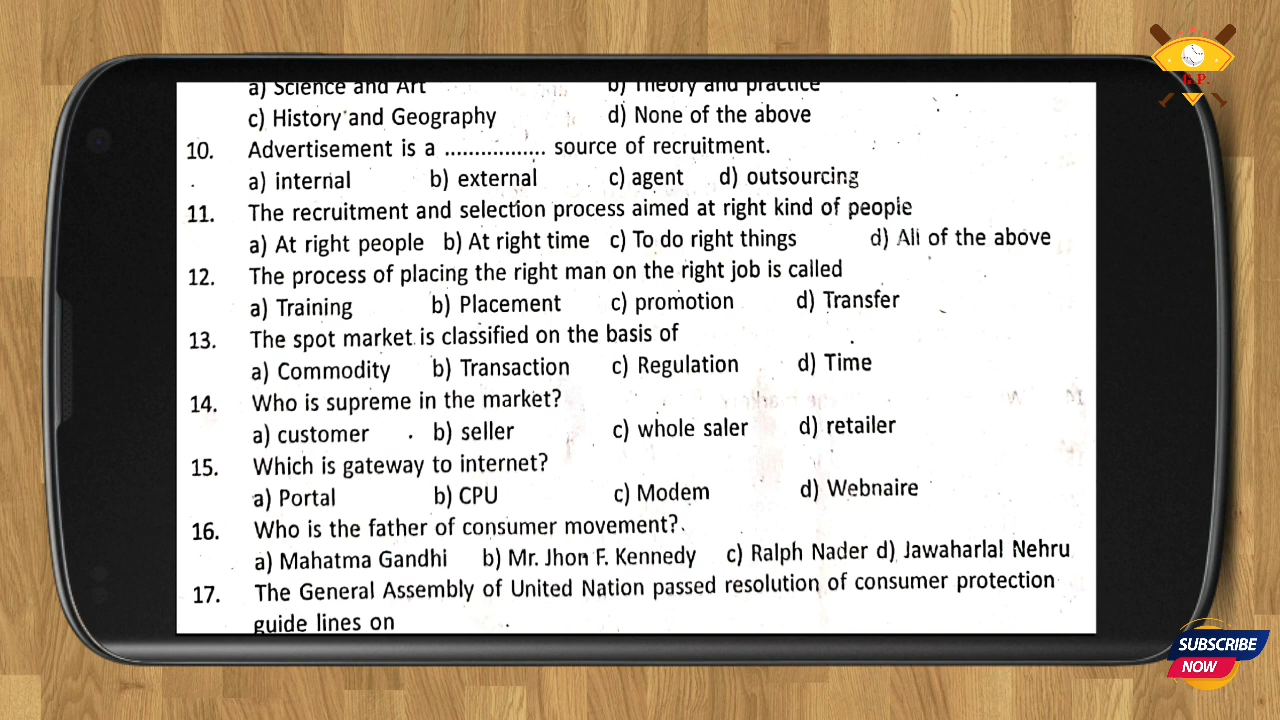 a) Science and Art b) Theory and practice
c) History and Geography d) None of the above
10. Advertisement is a ................. source of recruitment.
a) internal b) external c) agent d) outsourcing
11. The recruitment and selection process aimed at right kind of people
a) At right people b) At right time c) To do right things d) All of the above
12. The process of placing the right man on the right job is called
a) Training b) Placement c) promotion d) Transfer
13. The spot market is classified on the basis of
a) Commodity b) Transaction c) Regulation d) Time
14. Who is supreme in the market?
a) customer b) seller c) whole saler d) retailer
15. Which is gateway to internet?
a) Portal b) CPU c) Modem d) Webnaire
16. Who is the father of consumer movement?
a) Mahatma Gandhi b) Mr. Jhon F. Kennedy c) Ralph Nader d) Jawaharlal Nehru
17. The General Assembly of United Nation passed resolution of consumer protection
guide lines on
SUBSCRIBE
NOW